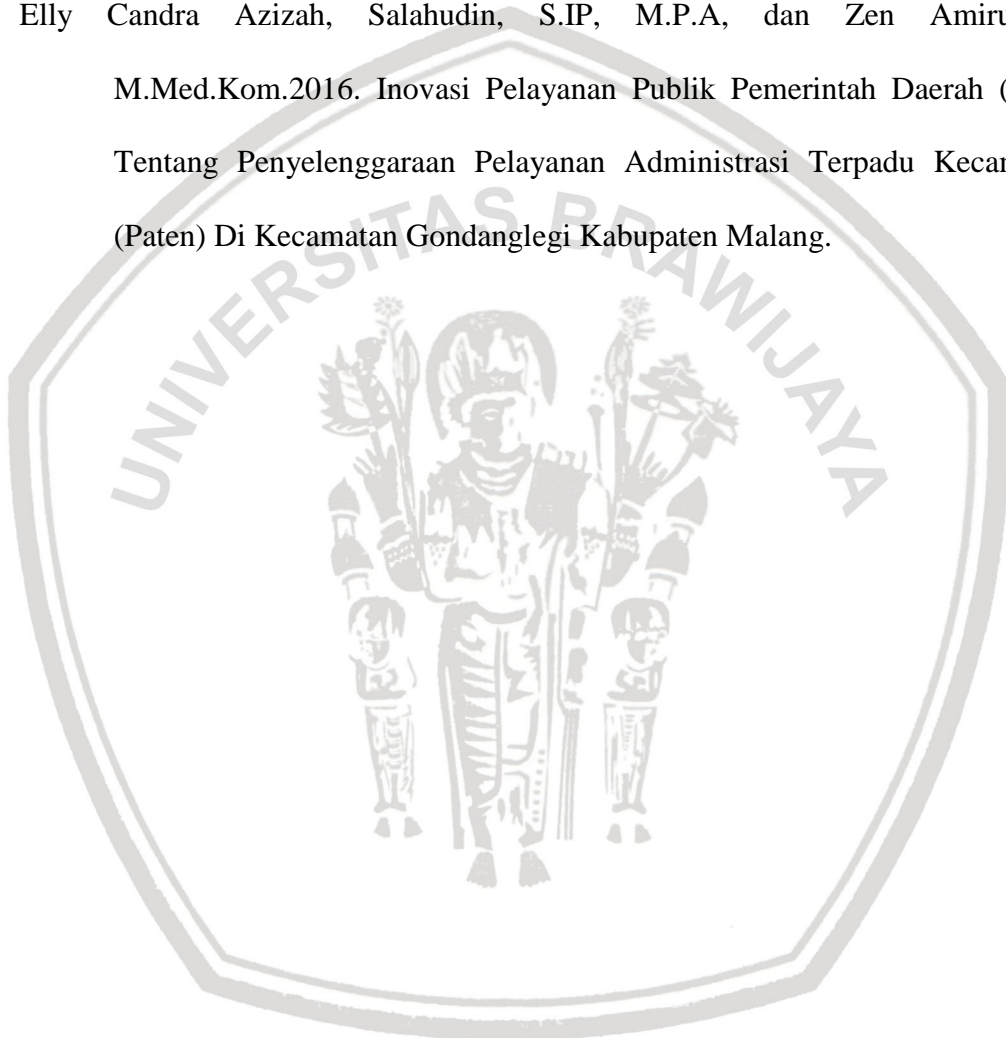 Elly Candra Azizah, Salahudin, S.IP, M.P.A, dan Zen
M.Med.Kom.2016. Inovasi Pelayanan Publik Pemerintah Daerah (
Tentang Penyelenggaraan Pelayanan Administrasi Terpadu
(Paten) Di Kecamatan Gondanglegi Kabupaten Malang.
UNIVERSITAS BRAWIJAYA